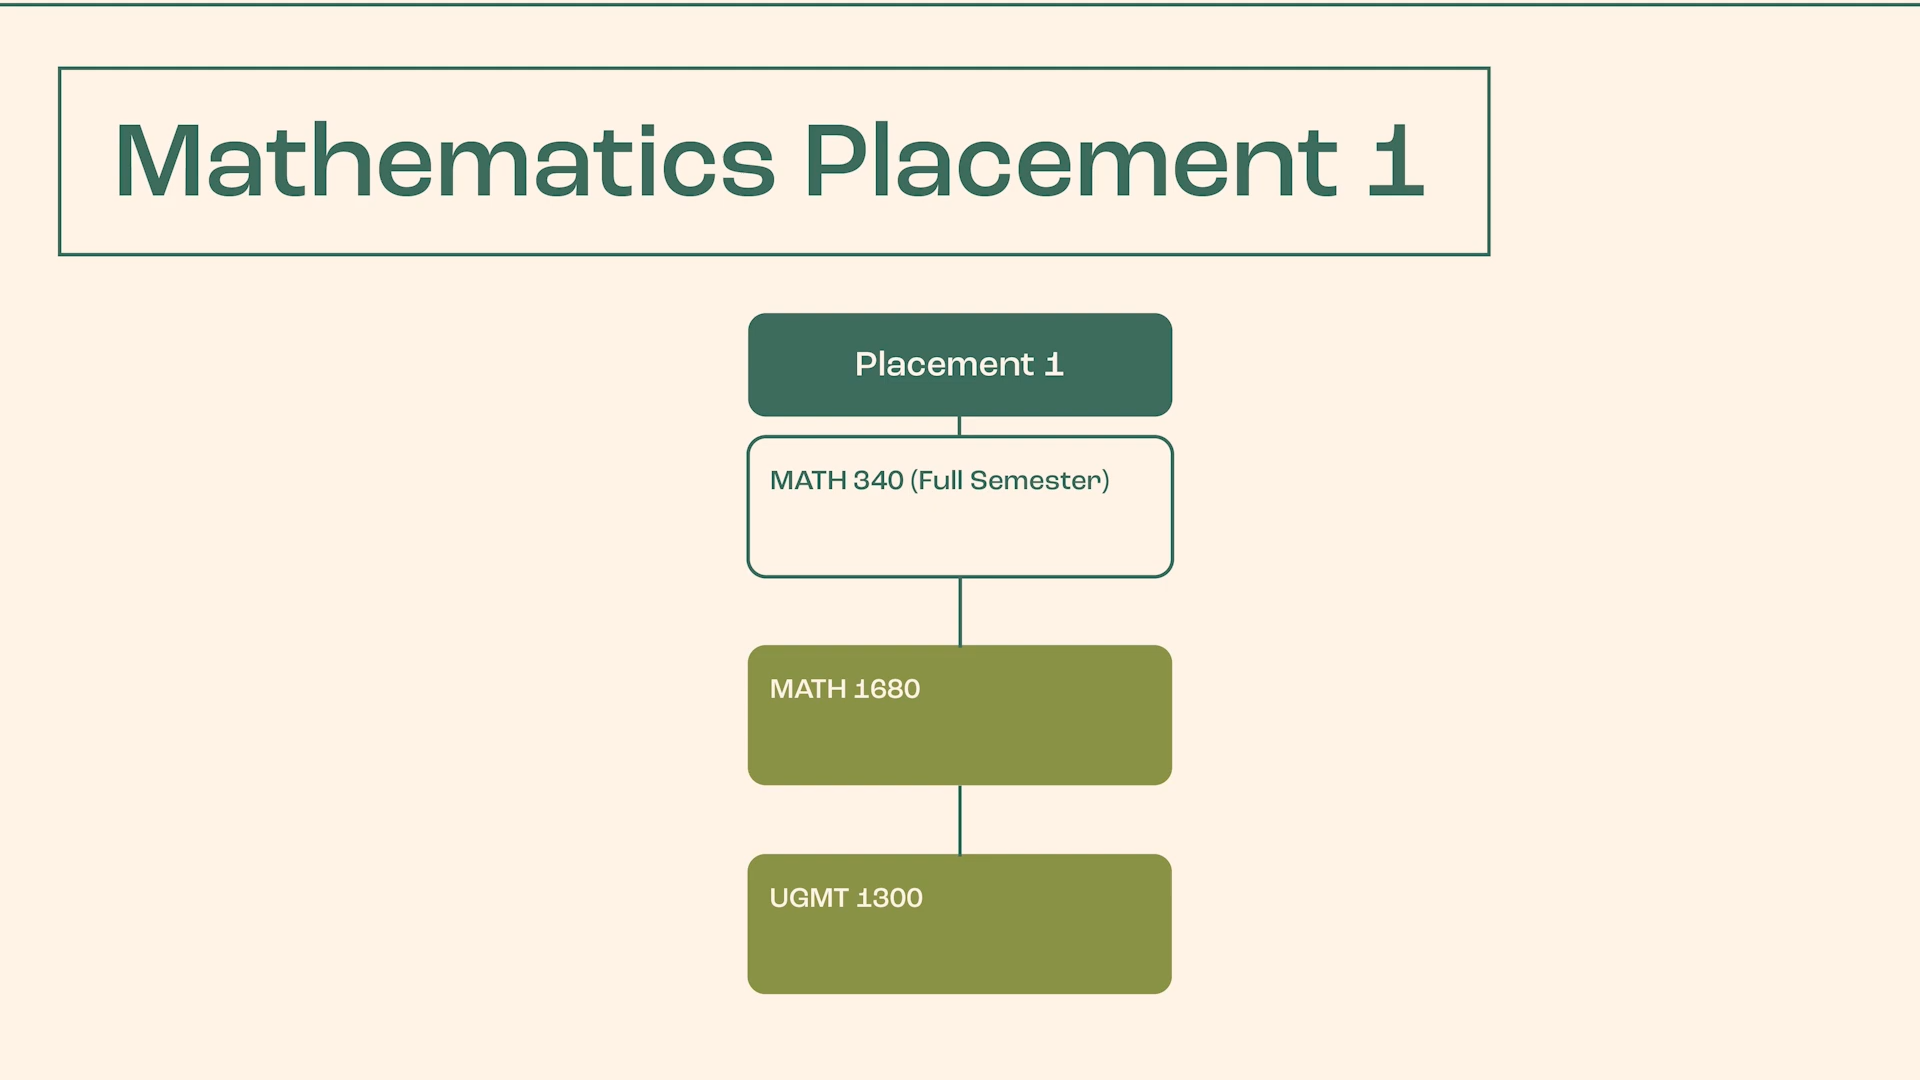 Mathematics Placement 1
Placement 1
MATH 340 (Full Semester)
MATH 1680
UGMT 1300